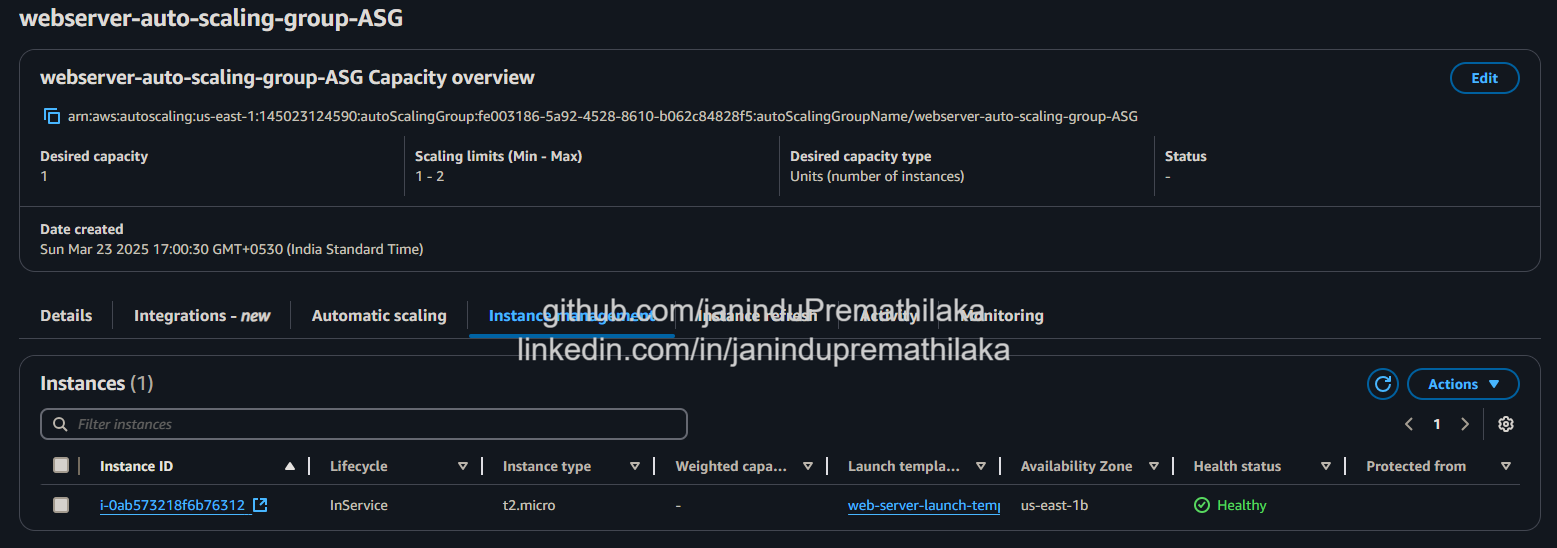 webserver-auto-scaling-group-ASG
webserver-auto-scaling-group-ASG Capacity overview
Edit
arn:aws:autoscaling:us-east-1:145023124590:autoScalingGroup:fe003186-5a92-4528-8610-b062c84828f5:autoScalingGroupName/webserver-auto-scaling-group-ASG
Desired capacity
1
Scaling limits (Min - Max)
1 - 2
Desired capacity type
Units (number of instances)
Status
-
Date created
Sun Mar 23 2025 17:00:30 GMT+0530 (India Standard Time)
Details Integrations - new Automatic scaling Instance management Instance refresh Activity Monitoring
github.com/janinduPremathilaka
linkedin.com/in/janindupremathilaka
Instances (1)
Actions
Filter instances
1
Instance ID Lifecycle Instance type Weighted capa... Launch templa... Availability Zone Health status Protected from
i-0ab573218f6b76312 InService t2.micro - web-server-launch-temp us-east-1b Healthy